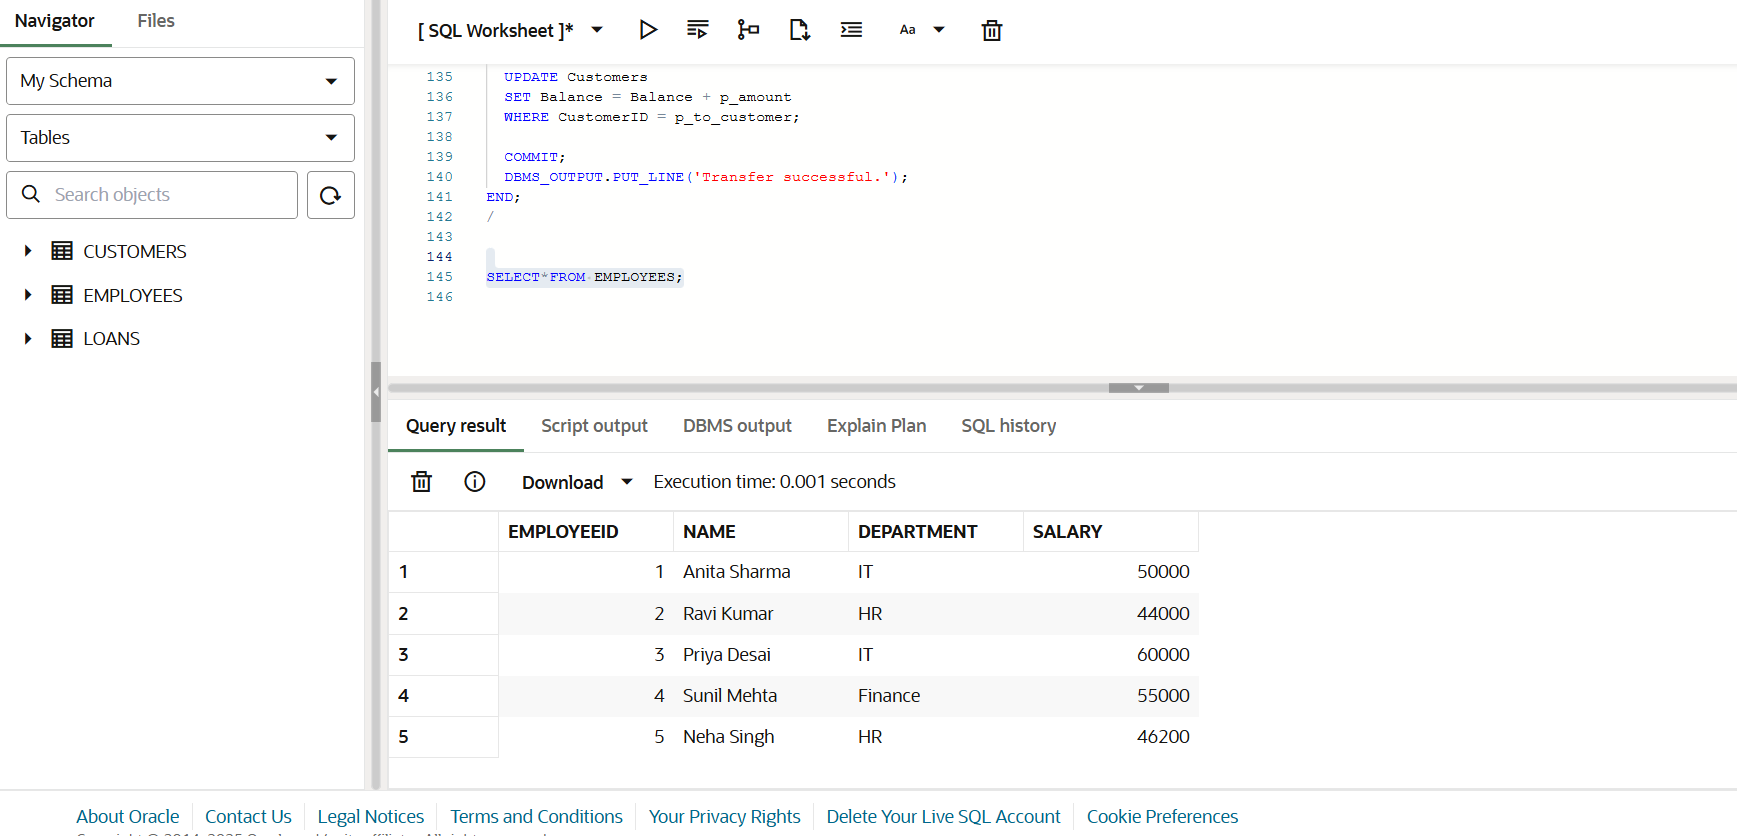 Navigator Files
My Schema
Tables
Search objects
CUSTOMERS
EMPLOYEES
LOANS
[ SQL Worksheet ]* Aa
135 UPDATE Customers
136 SET Balance = Balance + p_amount
137 WHERE CustomerID = p_to_customer;
138
139 COMMIT;
140 DBMS_OUTPUT.PUT_LINE('Transfer successful.');
141 END;
142 /
143
144
145 SELECT*FROM EMPLOYEES;
146
Query result Script output DBMS output Explain Plan SQL history
Download Execution time: 0.001 seconds
EMPLOYEEID NAME DEPARTMENT SALARY
1 1 Anita Sharma IT 50000
2 2 Ravi Kumar HR 44000
3 3 Priya Desai IT 60000
4 4 Sunil Mehta Finance 55000
5 5 Neha Singh HR 46200
About Oracle Contact Us Legal Notices Terms and Conditions Your Privacy Rights Delete Your Live SQL Account Cookie Preferences